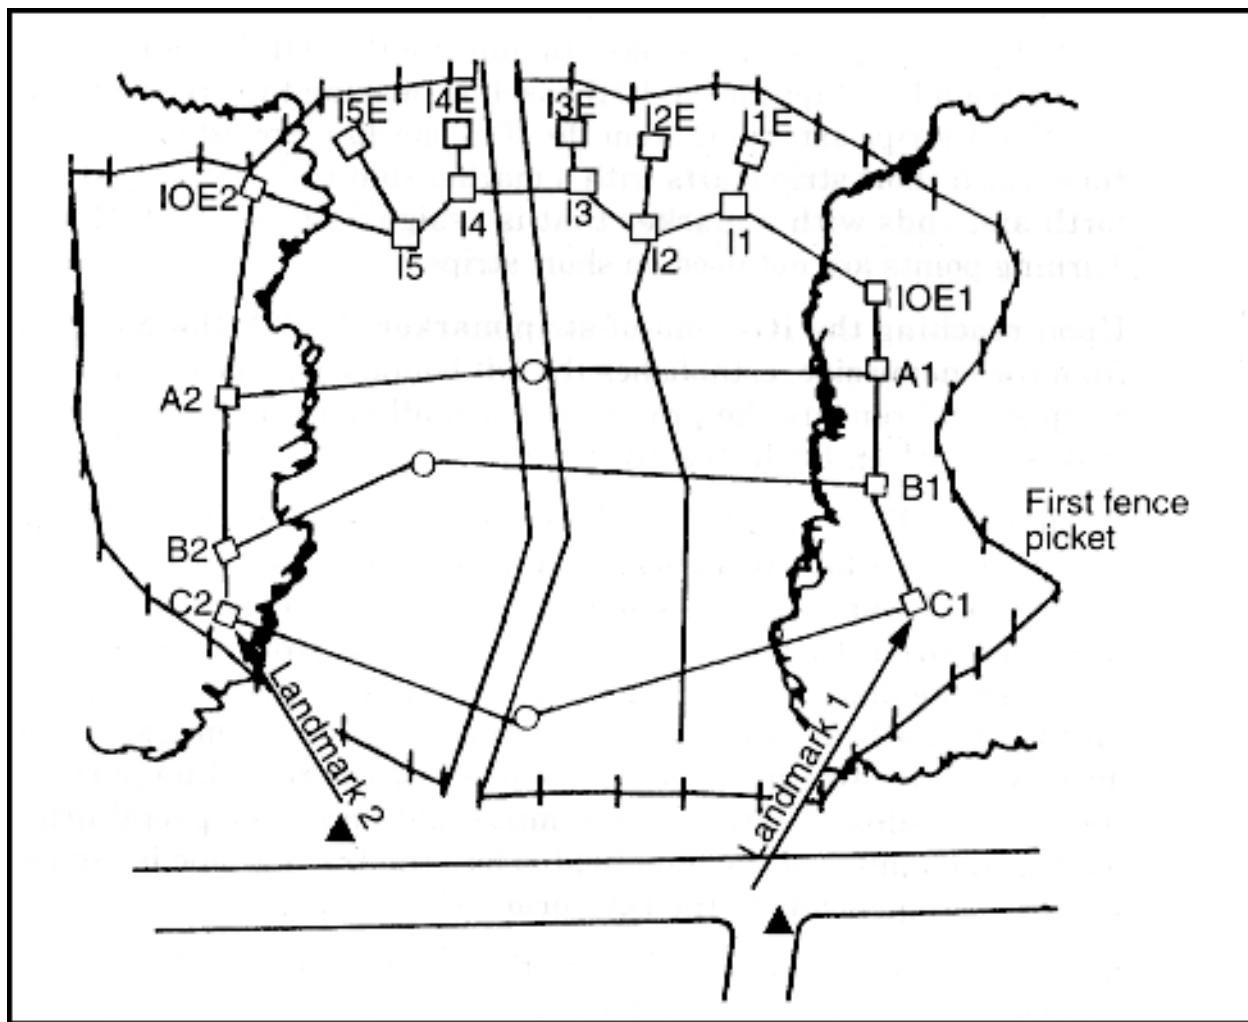 I5E
I4E
I3E
I2E
I1E
IOE2
I4
I3
I5
I2
I1
IOE1
A2
A1
B1
First fence
picket
B2
C2
C1
Landmark 2
Landmark 1